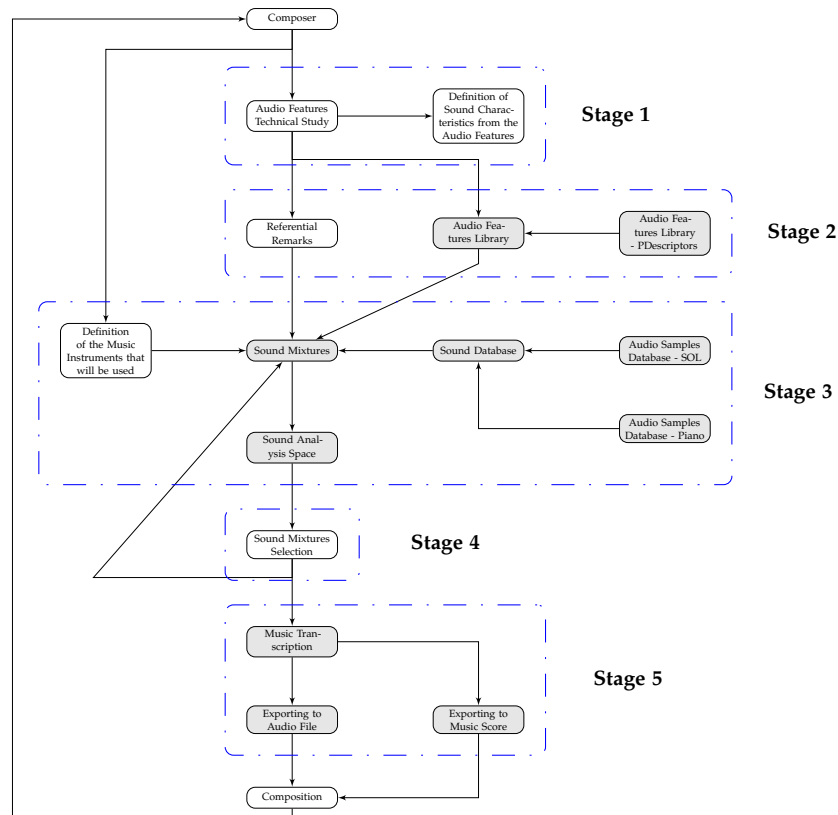 Composer
Audio Features
Technical Study
Definition of
Sound Charac-
teristics from the
Audio Features
Stage 1
Referential
Remarks
Audio Fea-
tures Library
Audio Fea-
tures Library
- PDescriptors
Stage 2
Definition
of the Music
Instruments that
will be used
Sound Mixtures
Sound Database
Audio Samples
Database - SOL
Stage 3
Audio Samples
Database - Piano
Sound Anal-
ysis Space
Sound Mixtures
Selection
Stage 4
Music Tran-
scription
Stage 5
Exporting to
Audio File
Exporting to
Music Score
Composition